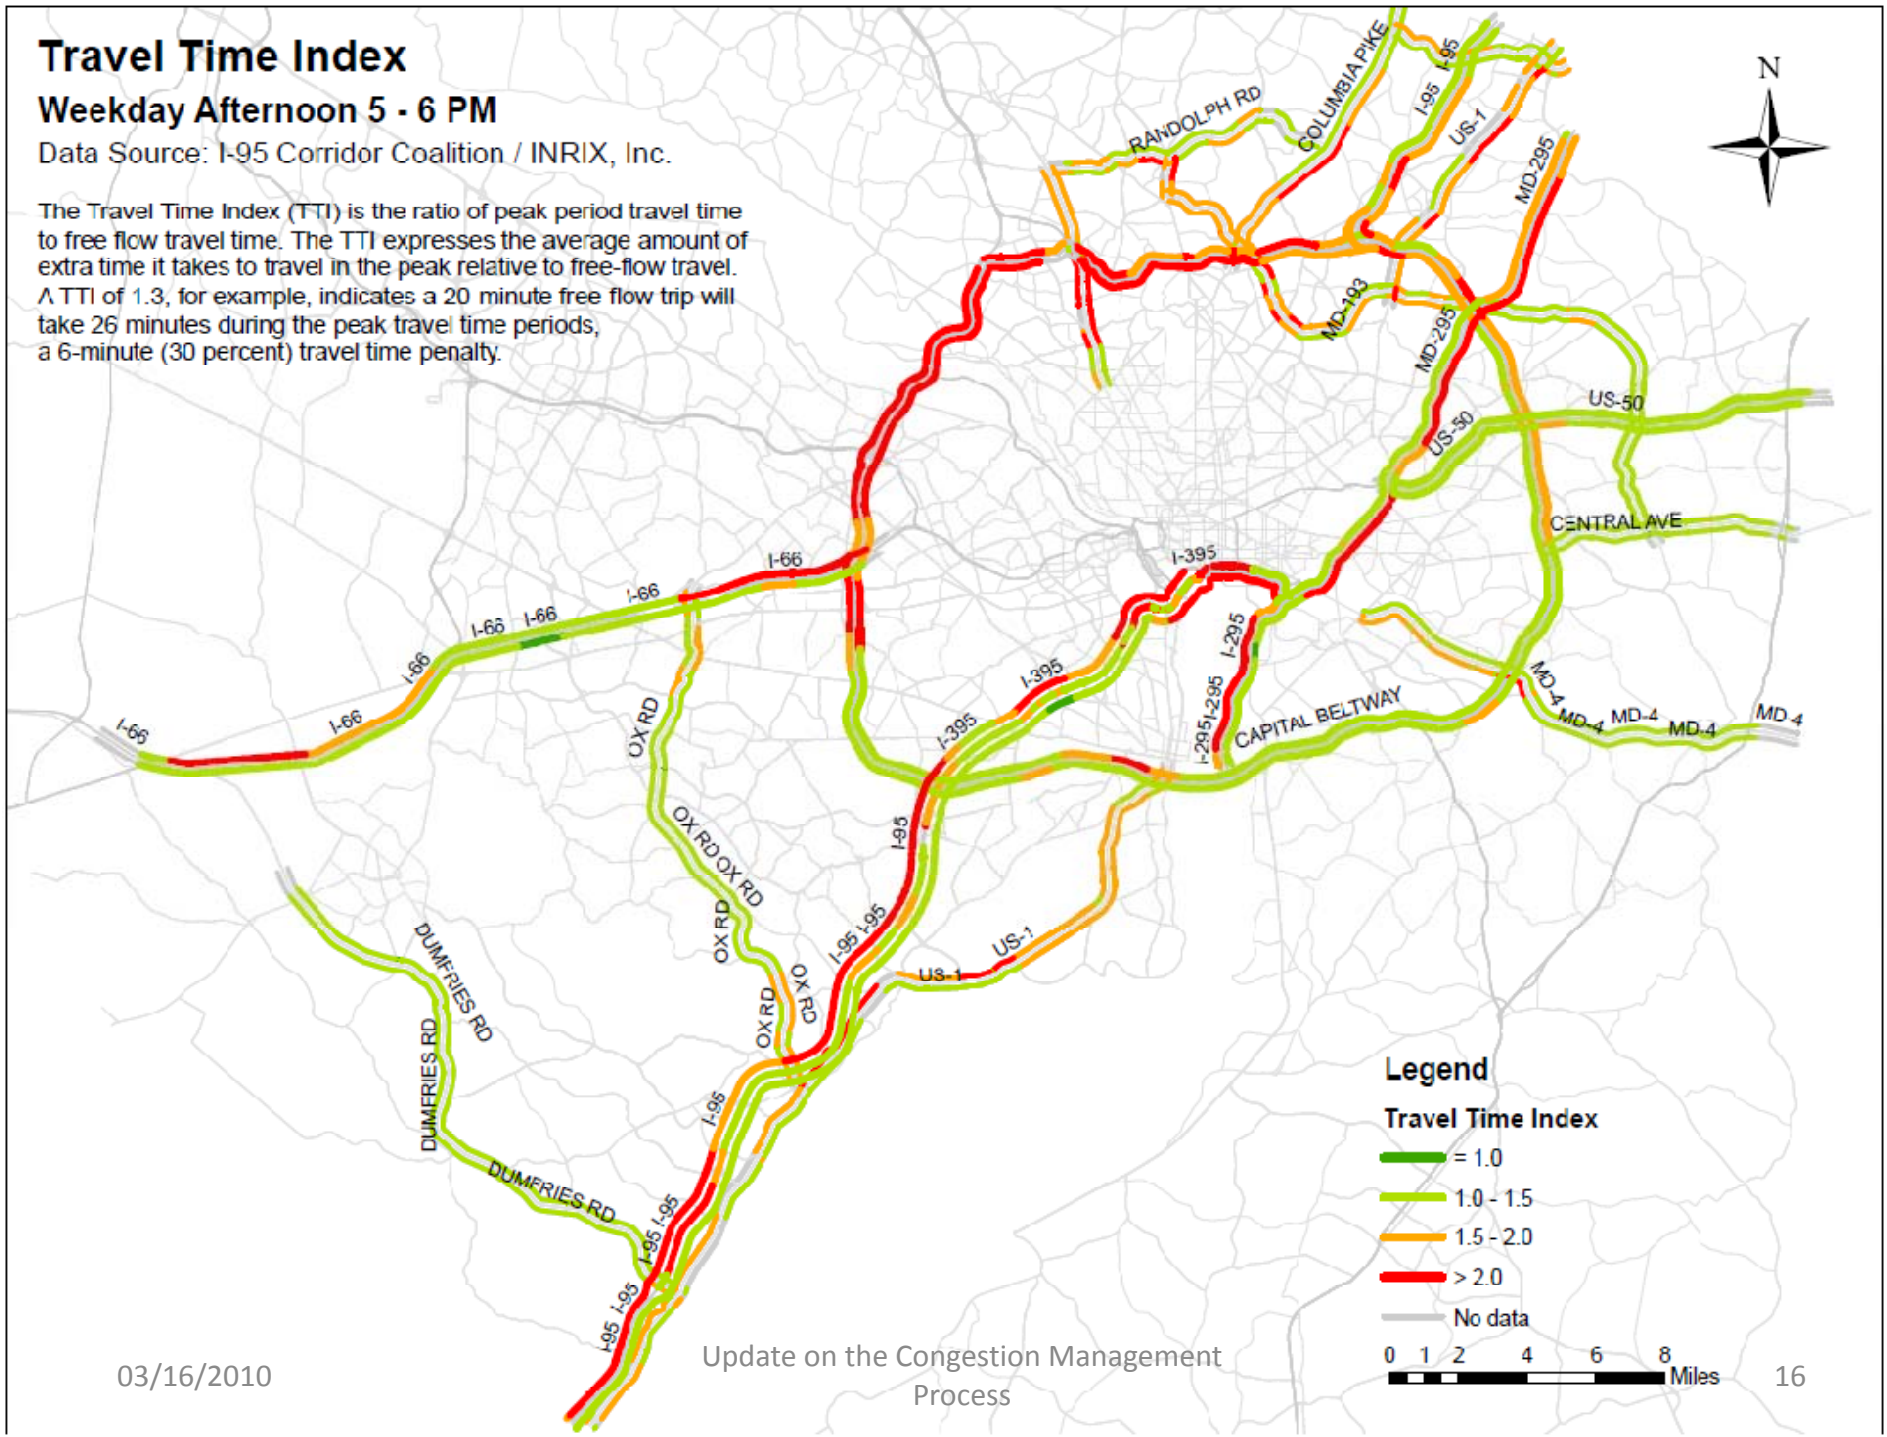 Travel Time Index
Weekday Afternoon 5 - 6 PM
Data Source: I-95 Corridor Coalition / INRIX, Inc.
The Travel Time Index (TTI) is the ratio of peak period travel time
to free flow travel time. The TTI expresses the average amount of
extra time it takes to travel in the peak relative to free-flow travel.
A TTI of 1.3, for example, indicates a 20 minute free flow trip will
take 26 minutes during the peak travel time periods,
a 6-minute (30 percent) travel time penalty.
N
RANDOLPH RD
COLUMBIA PIKE
I-95
I-95
US-1
MD-295
MD-193
MD-295
US-50
US-50
CENTRAL AVE
I-66
I-66
I-66
I-66
I-66
I-66
I-66
I-395
I-395
I-395
I-295
I-295
I-295
CAPITAL BELTWAY
MD-4
MD-4
MD-4
MD-4
MD-4
OX RD
OX RD
OX RD
OX RD
OX RD
OX RD
I-95
I-95
I-95
US-1
US-1
DUMFRIES RD
DUMFRIES RD
DUMFRIES RD
I-95
I-95
I-95
I-95
I-95
Legend
Travel Time Index
= 1.0
1.0 - 1.5
1.5 - 2.0
> 2.0
No data
0 1 2 4 6 8
Miles
03/16/2010
Update on the Congestion Management
Process
16